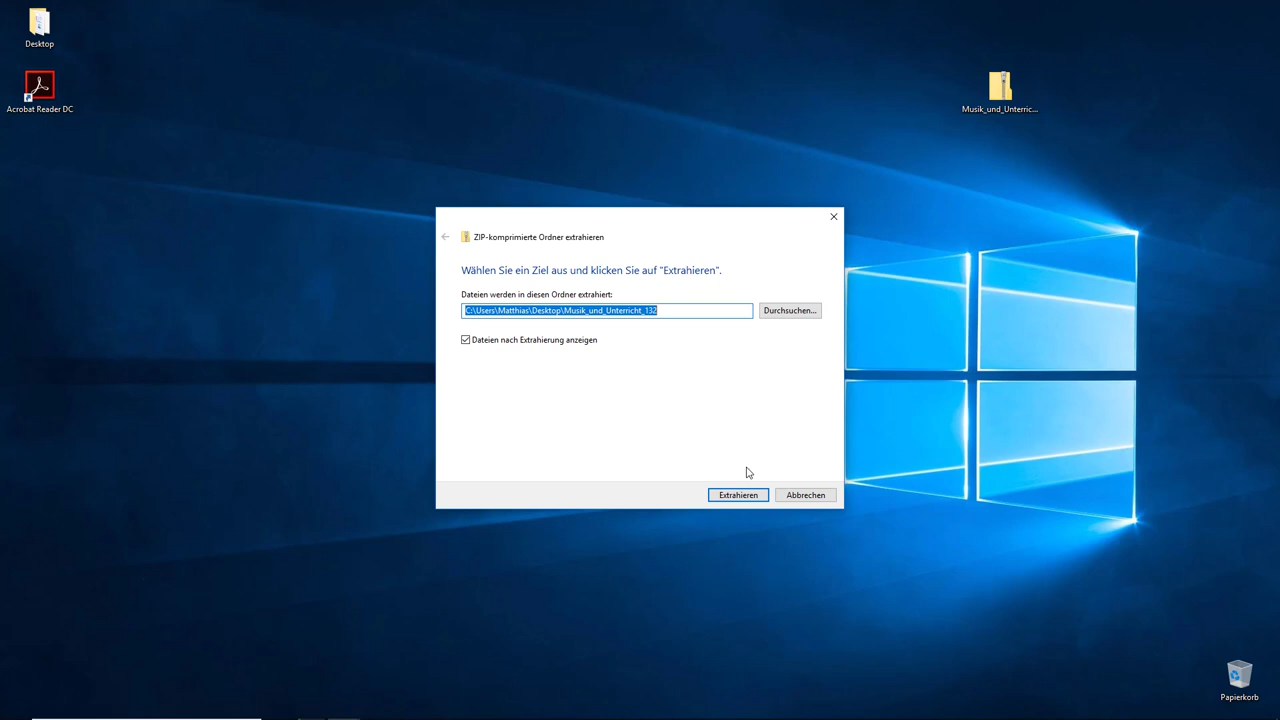 Desktop
Acrobat Reader DC
Musik_und_Unterric...
ZIP-komprimierte Ordner extrahieren
Wählen Sie ein Ziel aus und klicken Sie auf "Extrahieren".
Dateien werden in diesen Ordner extrahiert:
C:\Users\Matthias\Desktop\Musik_und_Unterricht_132
Durchsuchen...
Dateien nach Extrahierung anzeigen
Extrahieren
Abbrechen
Papierkorb